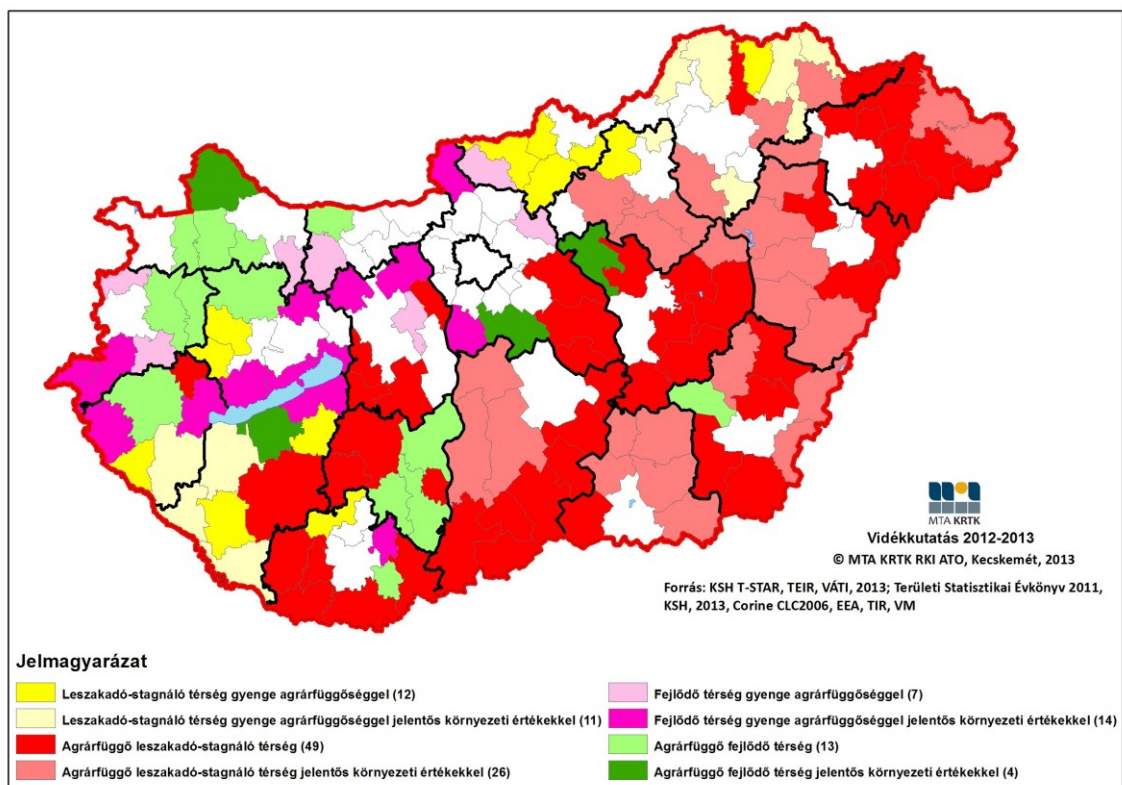 MTA KRTK
Vidékkutatás 2012-2013
© MTA KRTK RKI ATO, Kecskemét, 2013
Forrás: KSH T-STAR, TEIR, VÁTI, 2013; Területi Statisztikai Évkönyv 2011,
KSH, 2013, Corine CLC2006, EEA, TIR, VM
Jelmagyarázat
Leszakadó-stagnáló térség gyenge agrárfüggőséggel (12)
Leszakadó-stagnáló térség gyenge agrárfüggőséggel jelentős környezeti értékekkel (11)
Agrárfüggő leszakadó-stagnáló térség (49)
Agrárfüggő leszakadó-stagnáló térség jelentős környezeti értékekkel (26)
Fejlődő térség gyenge agrárfüggőséggel (7)
Fejlődő térség gyenge agrárfüggőséggel jelentős környezeti értékekkel (14)
Agrárfüggő fejlődő térség (13)
Agrárfüggő fejlődő térség jelentős környezeti értékekkel (4)